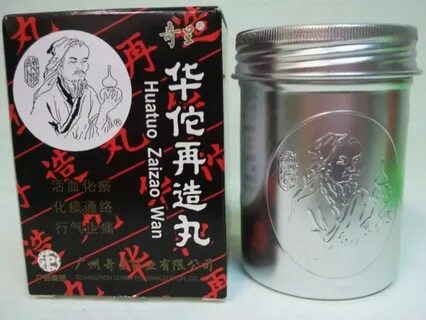 奇星
华佗再造丸
Huatuo Zaizao Wan
活血化瘀
化痰通络
行气止痛
广州奇星药业有限公司